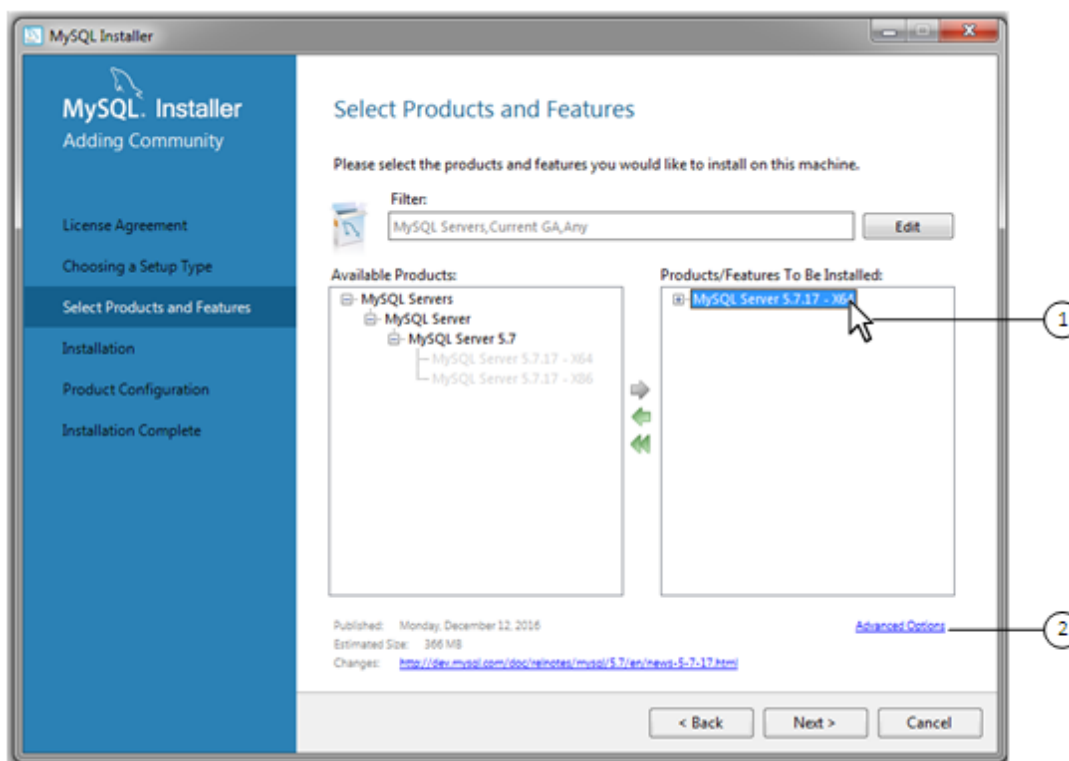 MySQL Installer
MySQL. Installer
Adding Community
License Agreement
Choosing a Setup Type
Select Products and Features
Installation
Product Configuration
Installation Complete
Select Products and Features
Please select the products and features you would like to install on this machine.
Filter:
MySQL Servers,Current GA,Any
Edit
Available Products:
MySQL Servers
MySQL Server
MySQL Server 5.7
MySQL Server 5.7.17 - X64
MySQL Server 5.7.17 - X86
Products/Features To Be Installed:
MySQL Server 5.7.17 - X64
1
Published: Monday, December 12, 2016
Estimated Size: 366 MB
Changes: http://dev.mysql.com/doc/relnotes/mysql/5.7/en/news-5-7-17.html
Advanced Options
2
< Back
Next >
Cancel